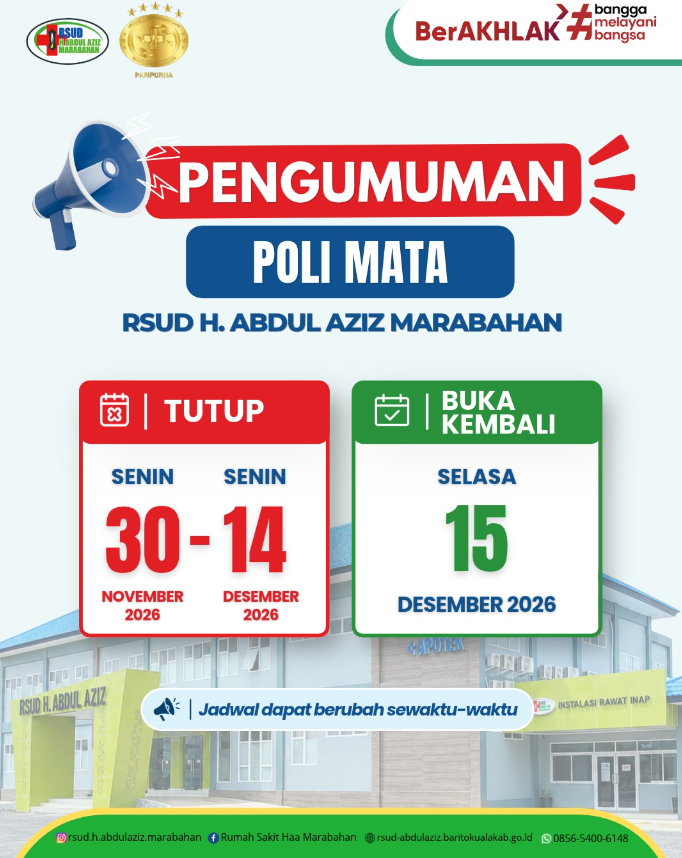 RSUD
H.ABDUL AZIZ
MARABAHAN
PARIPURNA
BerAKHLAK
#
bangga
melayani
bangsa
PENGUMUMAN
POLI MATA
RSUD H. ABDUL AZIZ MARABAHAN
TUTUP
SENIN SENIN
30 - 14
NOVEMBER DESEMBER
2026 2026
BUKA
KEMBALI
SELASA
15
DESEMBER 2026
APOTEK
RSUD H. ABDUL AZIZ
INSTALASI RAWAT INAP
Jadwal dapat berubah sewaktu-waktu
rsud.h.abdulaziz.marabahan Rumah Sakit Haa Marabahan rsud-abdulaziz.baritokualakab.go.id 0856-5400-6148